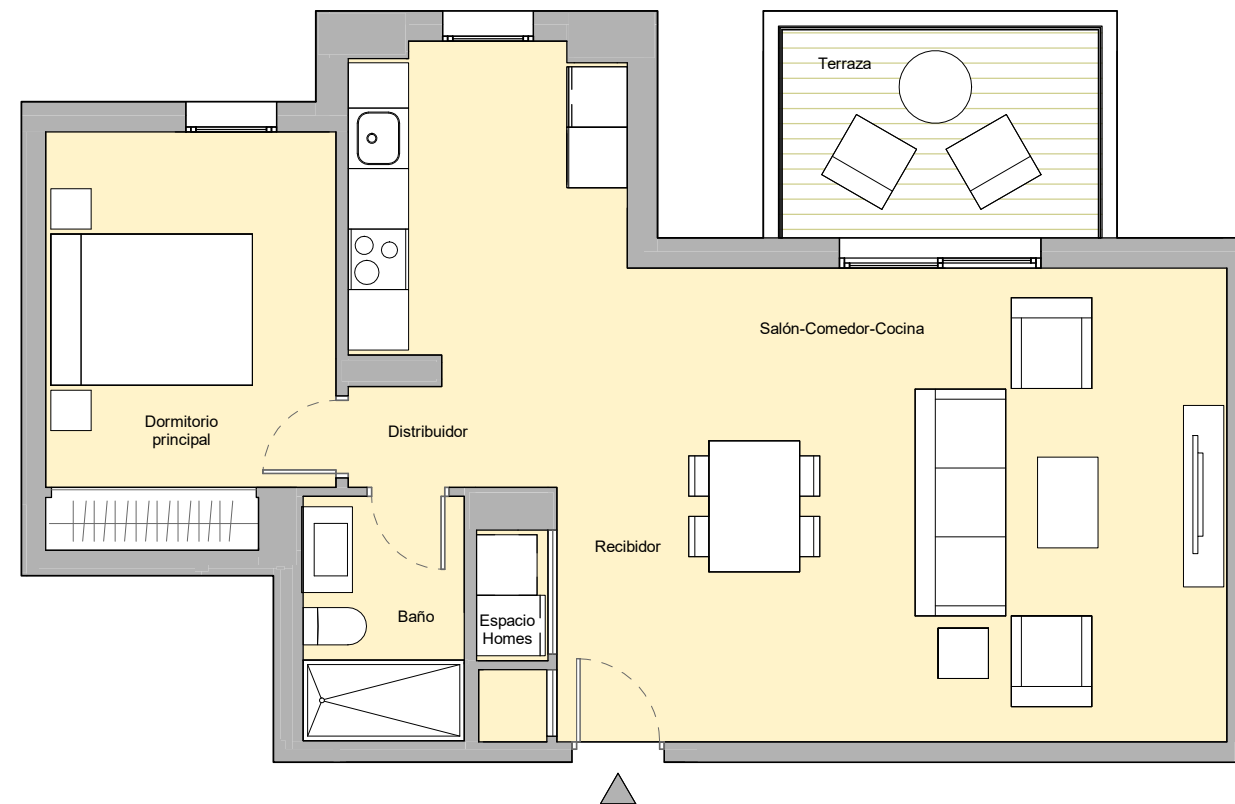 Terraza
Salón-Comedor-Cocina
Dormitorio
principal
Distribuidor
Recibidor
Baño
Espacio
Homes